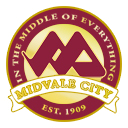 IN THE MIDDLE OF EVERYTHING
MIDVALE CITY
EST. 1909